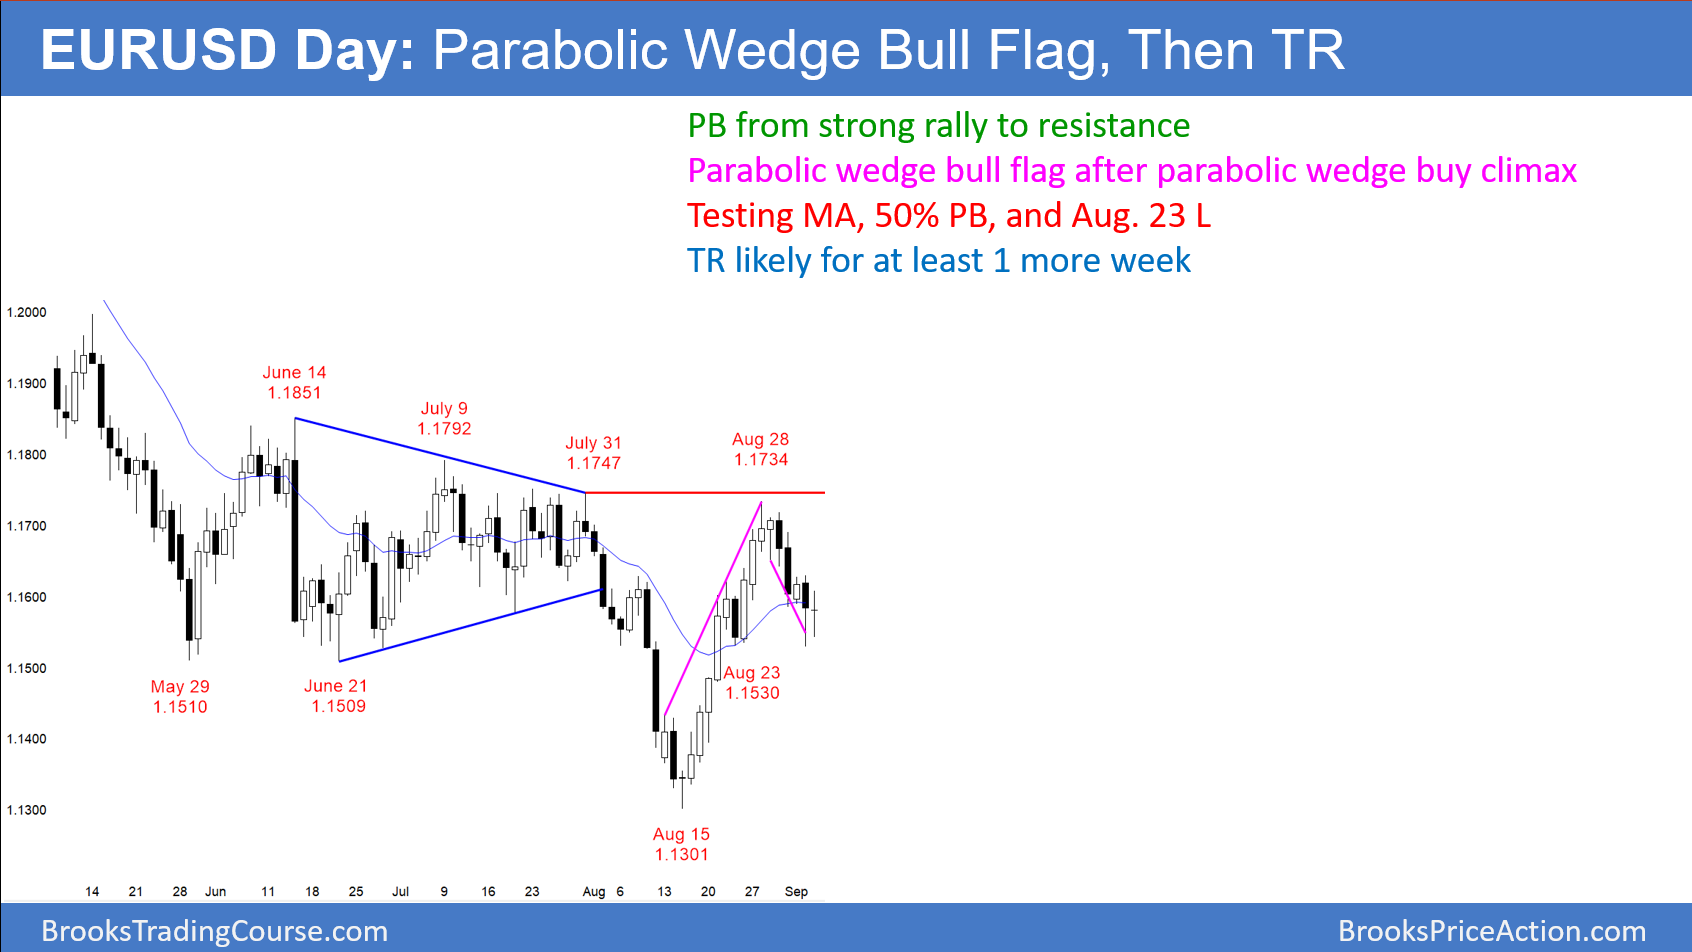 EURUSD Day: Parabolic Wedge Bull Flag, Then TR
PB from strong rally to resistance
Parabolic wedge bull flag after parabolic wedge buy climax
Testing MA, 50% PB, and Aug. 23 L
TR likely for at least 1 more week
1.2000
1.1900
1.1800
1.1700
1.1600
1.1500
1.1400
1.1300
June 14
1.1851
July 9
1.1792
July 31
1.1747
Aug 28
1.1734
May 29
1.1510
June 21
1.1509
Aug 23
1.1530
Aug 15
1.1301
14 21 28 Jun 11 18 25 Jul 9 16 23 Aug 6 13 20 27 Sep
BrooksTradingCourse.com
BrooksPriceAction.com